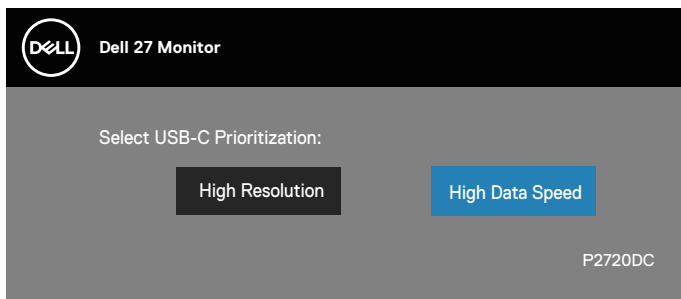 DELL
Dell 27 Monitor
Select USB-C Prioritization:
High Resolution
High Data Speed
P2720DC